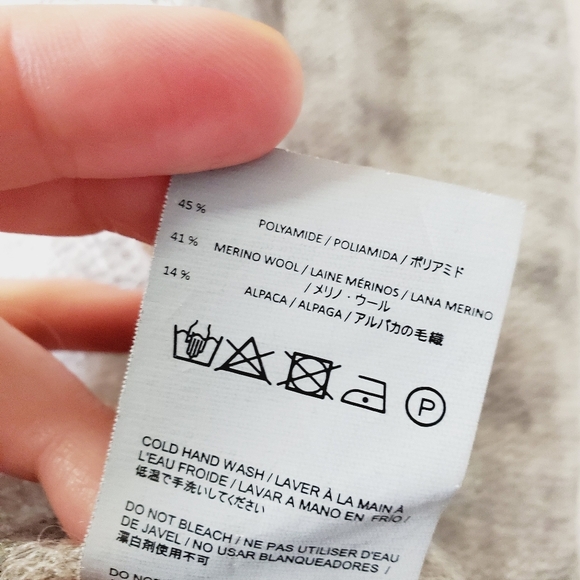 45 % POLYAMIDE / POLIAMIDA / ポリアミド
41 % MERINO WOOL / LAINE MÉRINOS / LANA MERINO
/ メリノ・ウール
14 % ALPACA / ALPAGA / アルパカの毛織
P
COLD HAND WASH / LAVER À LA MAIN À
L'EAU FROIDE / LAVAR A MANO EN FRÍO /
低温で手洗いしてください
DO NOT BLEACH / NE PAS UTILISER D'EAU
DE JAVEL / NO USAR BLANQUEADORES /
漂白剤使用不可
DO NO